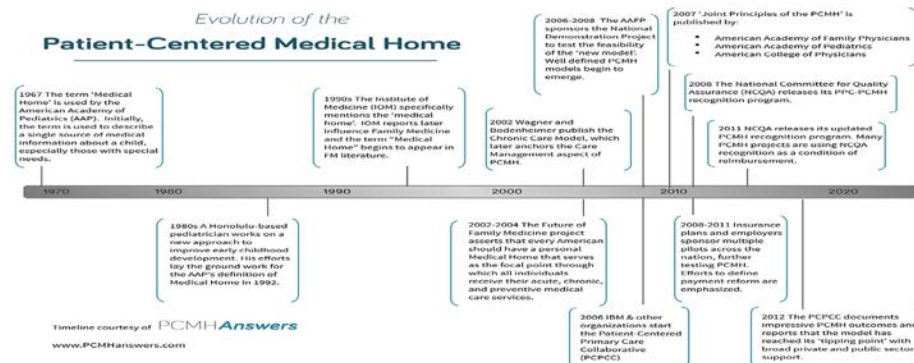 Evolution of the
Patient-Centered Medical Home
1967 The term 'Medical
Home' is used by the
American Academy of
Pediatrics (AAP). Initially,
the term is used to describe
a single source of medical
information about a child,
especially those with special
needs.
1990s The Institute of
Medicine (IOM) specifically
mentions the 'medical
home'. IOM reports later
influence Family Medicine
and the term "Medical
Home" begins to appear in
FM literature.
2002 Wagner and
Bodenheimer publish the
Chronic Care Model, which
later anchors the Care
Management aspect of
PCMH.
2006-2008 The AAFP
sponsors the National
Demonstration Project
to test the feasibility
of the 'new model'.
Well defined PCMH
models begin to
emerge.
2007 'Joint Principles of the PCMH' is
published by:
• American Academy of Family Physicians
• American Academy of Pediatrics
• American College of Physicians
2008 The National Committee for Quality
Assurance (NCQA) releases its PPC-PCMH
recognition program.
2011 NCQA releases its updated
PCMH recognition program. Many
PCMH projects are using NCQA
recognition as a condition of
reimbursement.
1970 1980 1990 2000 2010 2020
1980s A Honolulu-based
pediatrician works on a
new approach to
improve early childhood
development. His efforts
lay the ground work for
the AAP's definition of
Medical Home in 1992.
2002-2004 The Future of
Family Medicine project
asserts that every American
should have a personal
Medical Home that serves
as the focal point through
which all individuals
receive their acute, chronic,
and preventive medical
care services.
2006 IBM & other
organizations start
the Patient-Centered
Primary Care
Collaborative
(PCPCC)
2008-2011 Insurance
plans and employers
sponsor multiple
pilots across the
nation, further
testing PCMH.
Efforts to define
payment reform are
emphasized.
2012 The PCPCC documents
impressive PCMH outcomes and
reports that the model has
reached its 'tipping point' with
broad private and public sector
support.
Timeline courtesy of PCMHAnswers
www.PCMHanswers.com